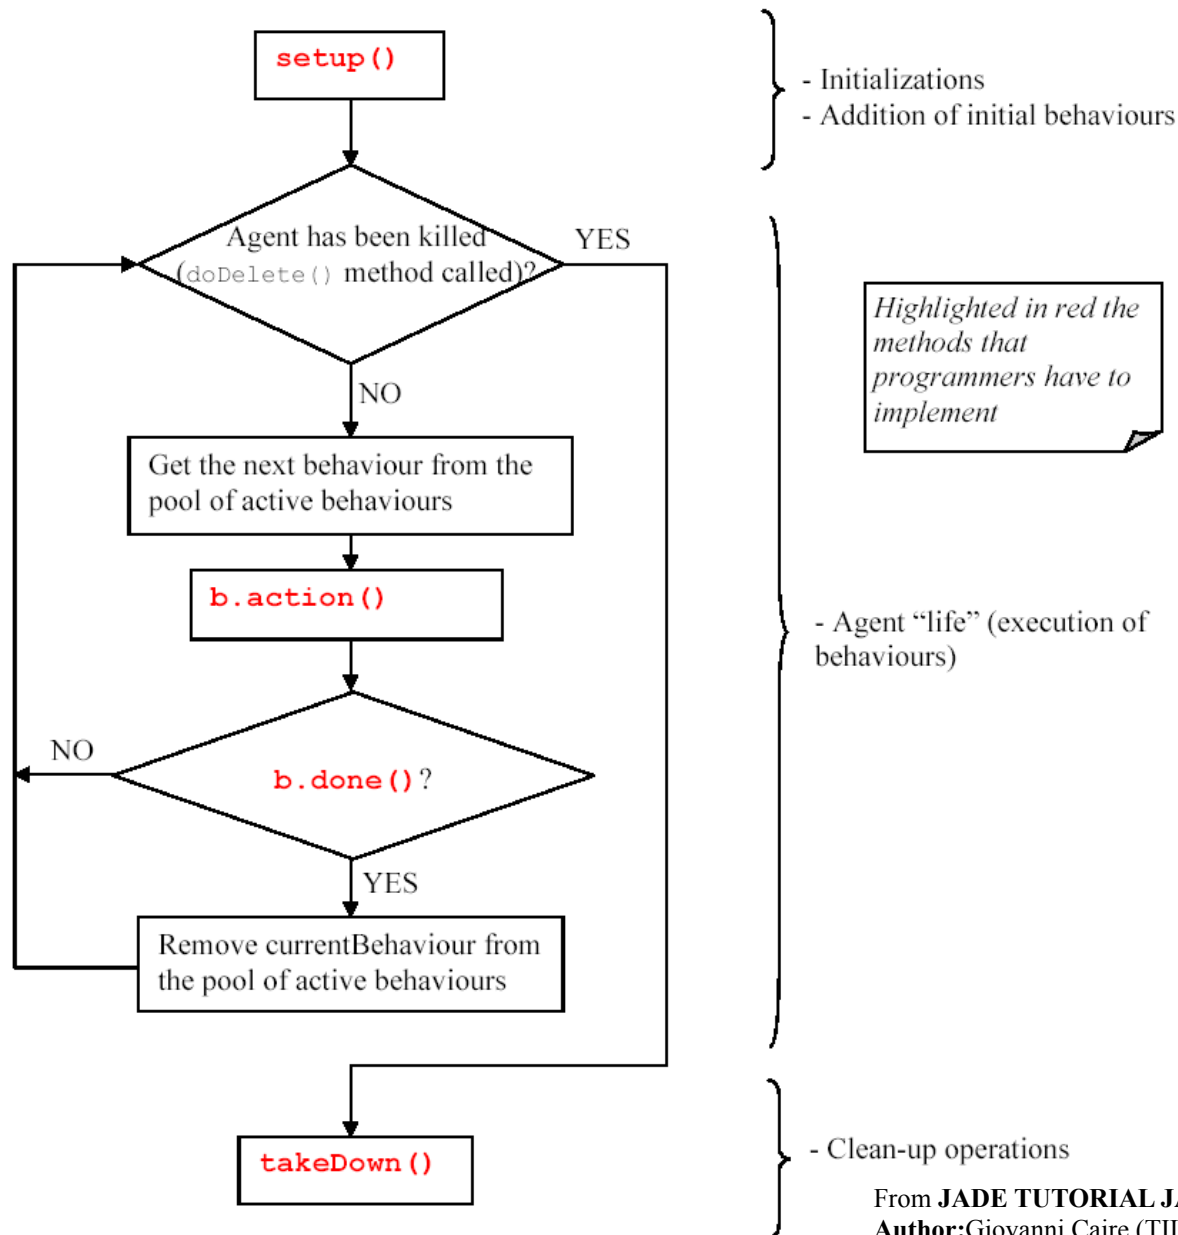 setup()
- Initializations
- Addition of initial behaviours
Agent has been killed
(doDelete() method called)?
YES
Highlighted in red the
methods that
programmers have to
implement
NO
Get the next behaviour from the
pool of active behaviours
b.action()
- Agent “life” (execution of
behaviours)
NO
b.done()?
YES
Remove currentBehaviour from
the pool of active behaviours
takeDown()
- Clean-up operations
From JADE TUTORIAL
Author:Giovanni Caire